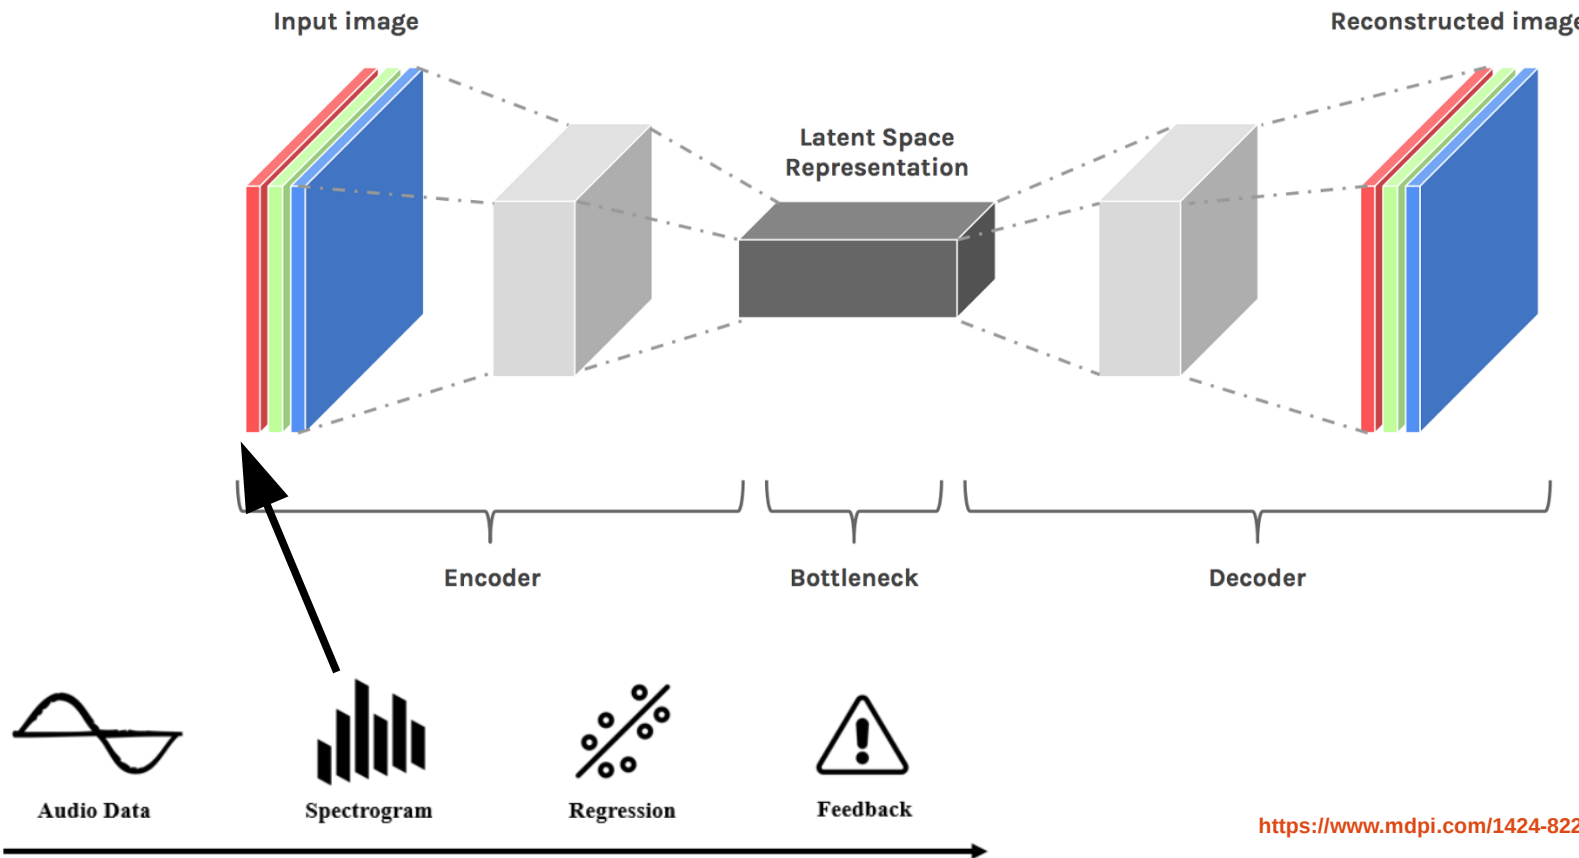 Input image
Reconstructed image
Latent Space
Representation
Encoder
Bottleneck
Decoder
Audio Data
Spectrogram
Regression
Feedback
https://www.mdpi.com/1424-822